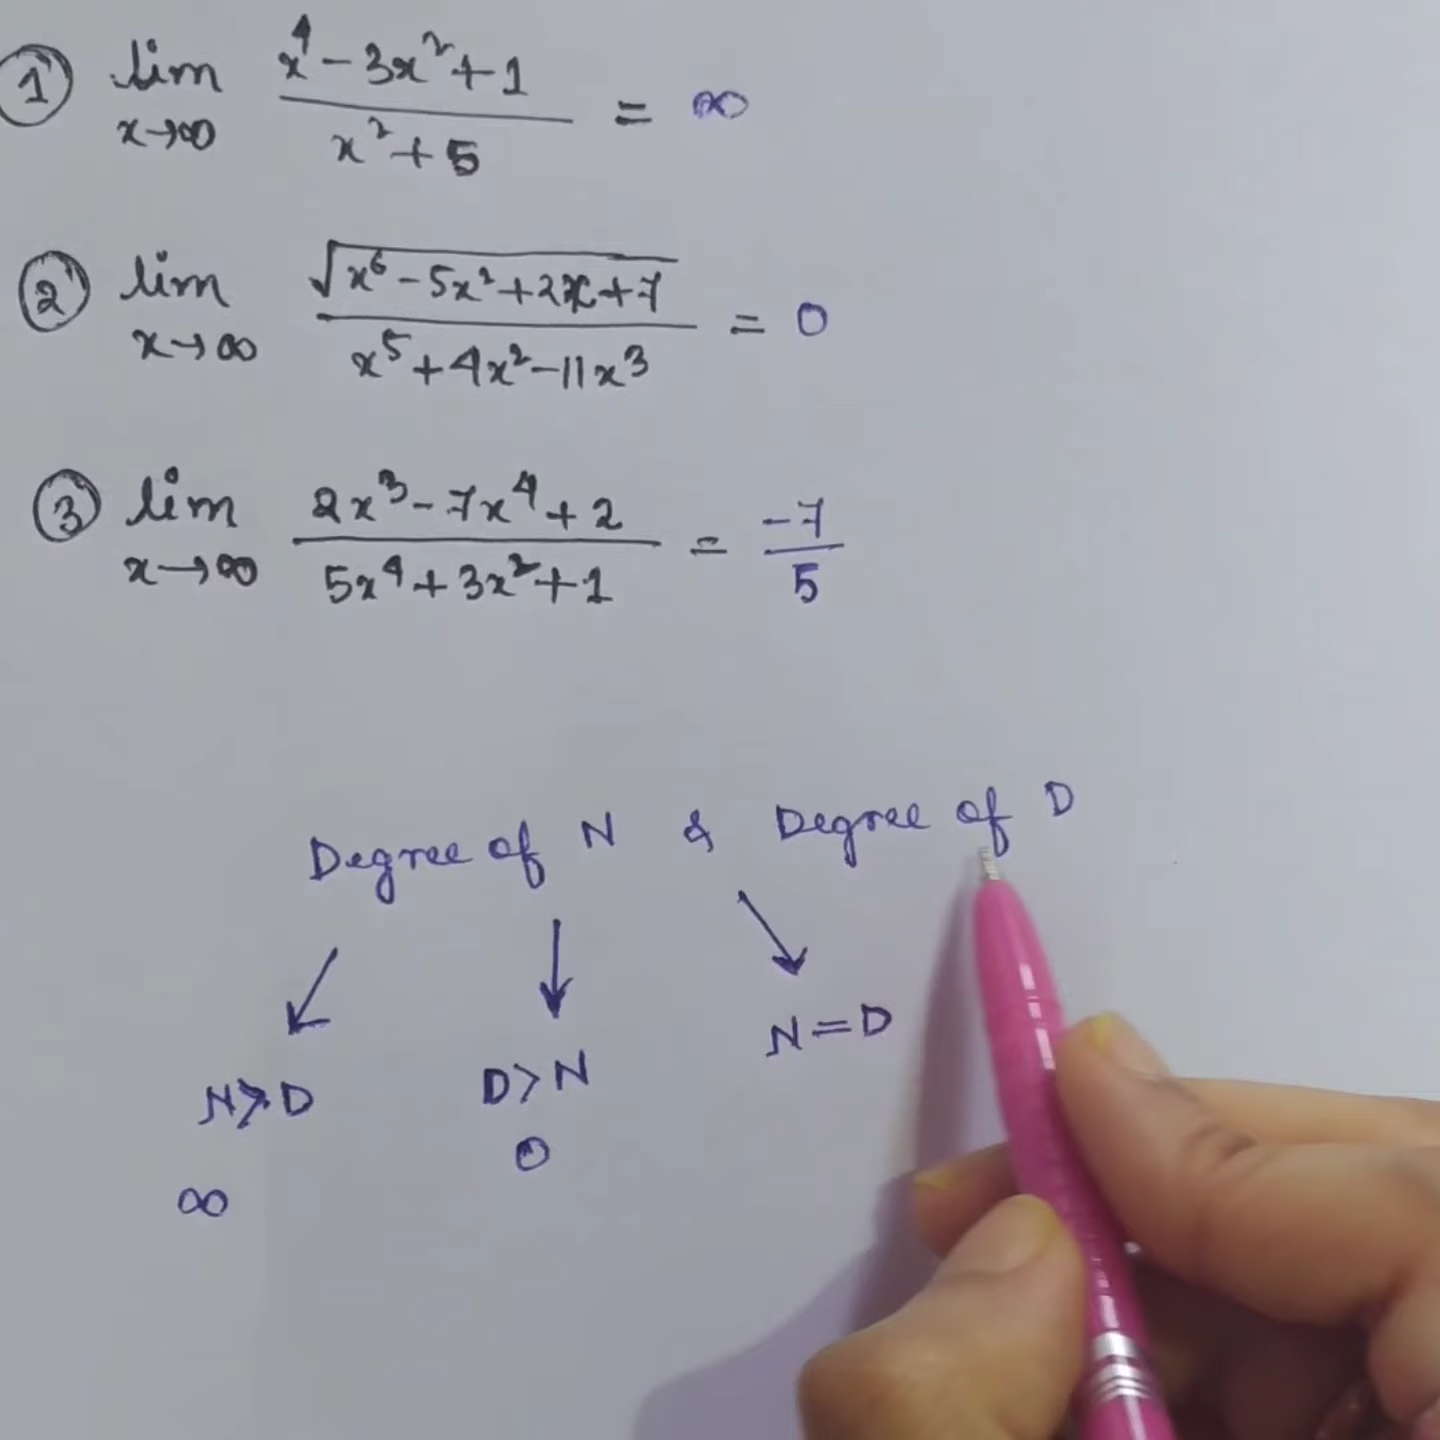 ① lim x→∞ (x⁴ - 3x² + 1)/(x² + 5) = ∞
② lim x→∞ √(x⁶ - 5x² + 2x + 7)/(x⁵ + 4x² - 11x³) = 0
③ lim x→∞ (2x³ - 7x⁴ + 2)/(5x⁴ + 3x² + 1) = -7/5
Degree of N & Degree of D
N>D D>N N=D
∞ 0